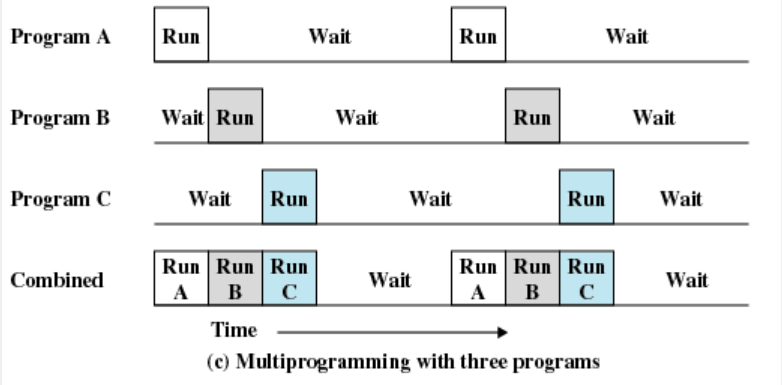 Program A Run Wait Run Wait
Program B Wait Run Wait Run Wait
Program C Wait Run Wait Run Wait
Combined Run A Run B Run C Wait Run A Run B Run C Wait
Time
(c) Multiprogramming with three programs